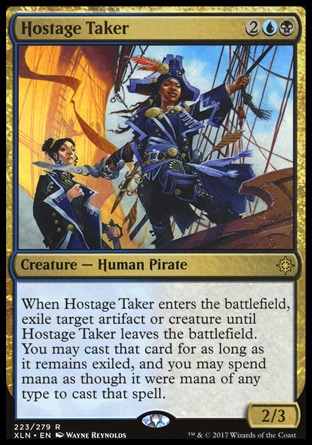 Hostage Taker 2
Creature — Human Pirate
When Hostage Taker enters the battlefield,
exile target artifact or creature until
Hostage Taker leaves the battlefield.
You may cast that card for as long as
it remains exiled, and you may spend
mana as though it were mana of any
type to cast that spell.
2/3
223/279 R
XLN • EN Wayne Reynolds
™ & © 2017 Wizards of the Coast